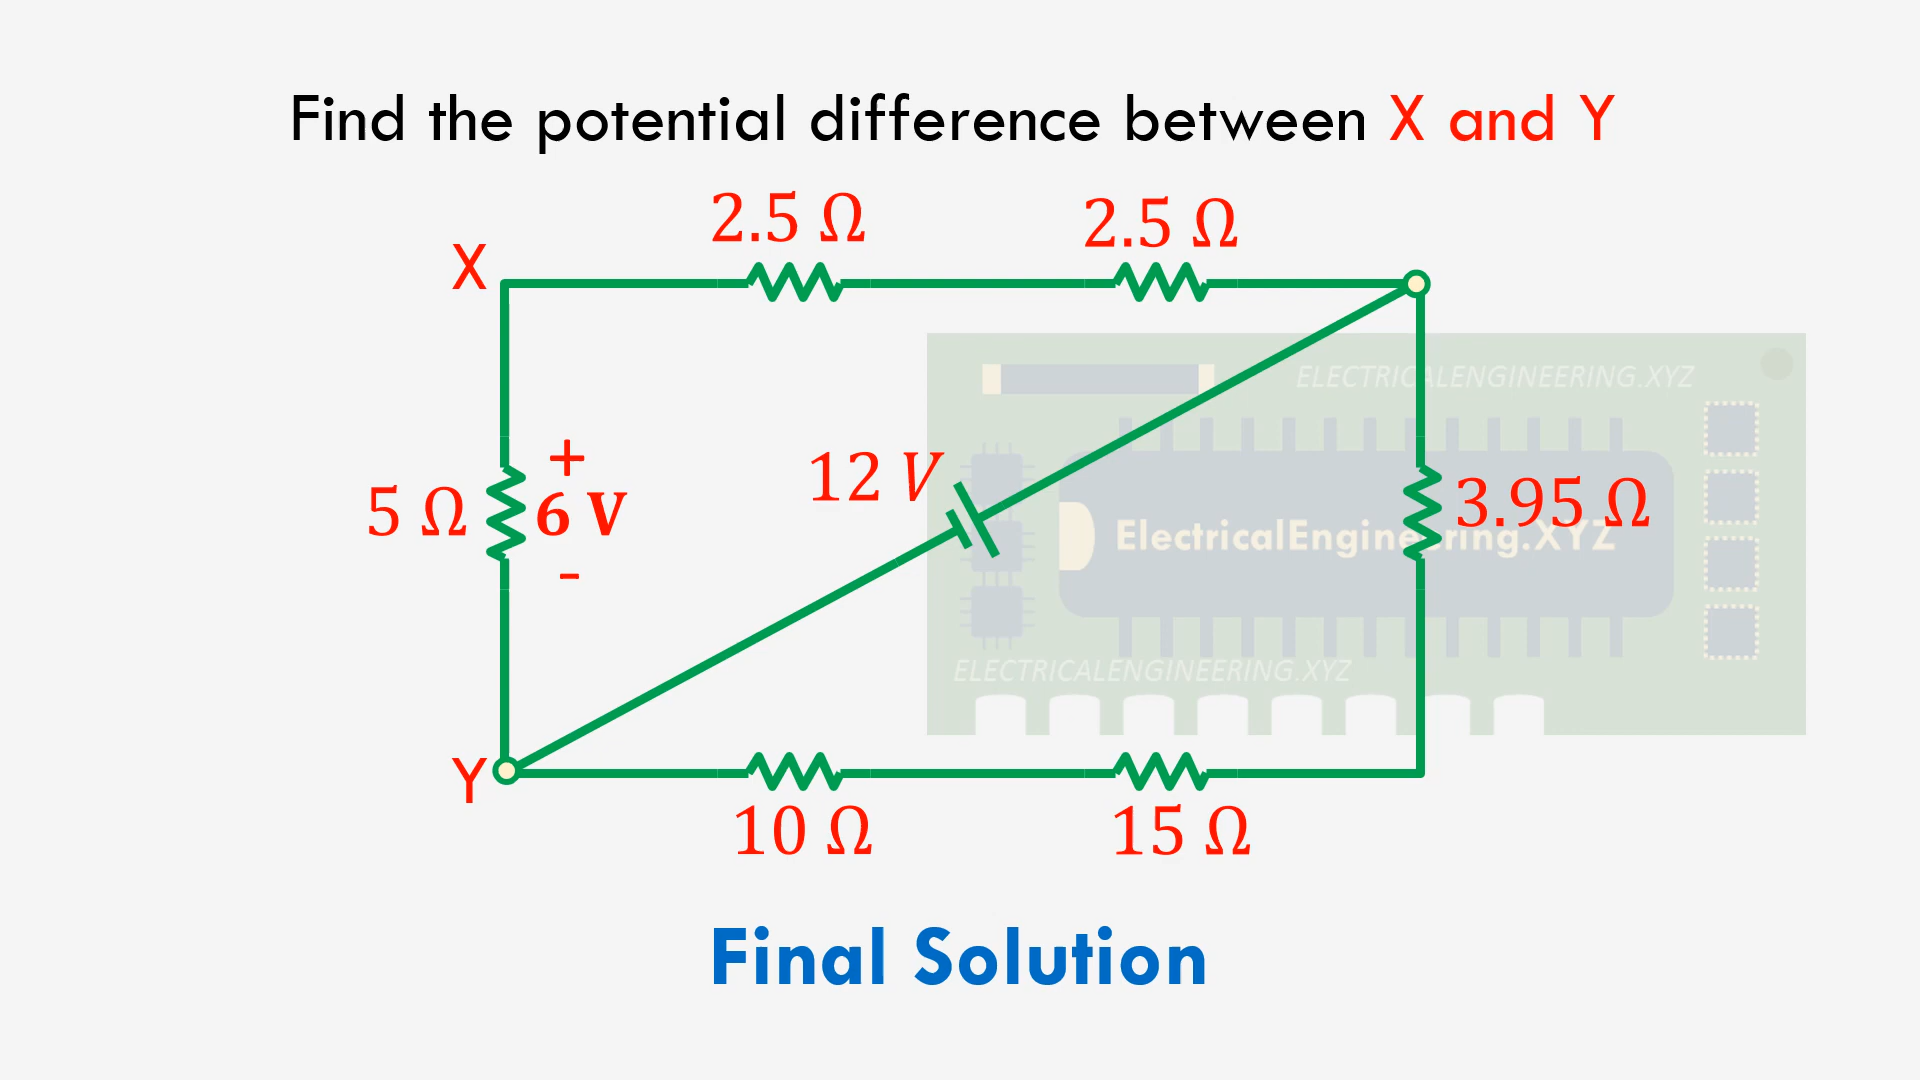 Find the potential difference between X and Y
2.5 Ω
2.5 Ω
X
ELECTRICALENGINEERING.XYZ
+
12 V
5 Ω
6 V
3.95 Ω
ElectricalEngineering.XYZ
-
ELECTRICALENGINEERING.XYZ
Y
10 Ω
15 Ω
Final Solution